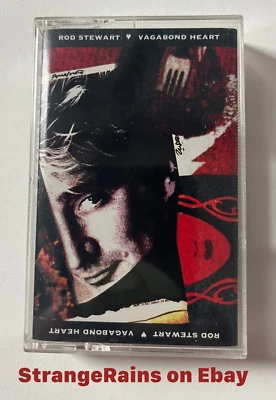 ROD STEWART ♥ VAGABOND HEART
ROD STEWART ♥ VAGABOND HEART
StrangeRains on Ebay